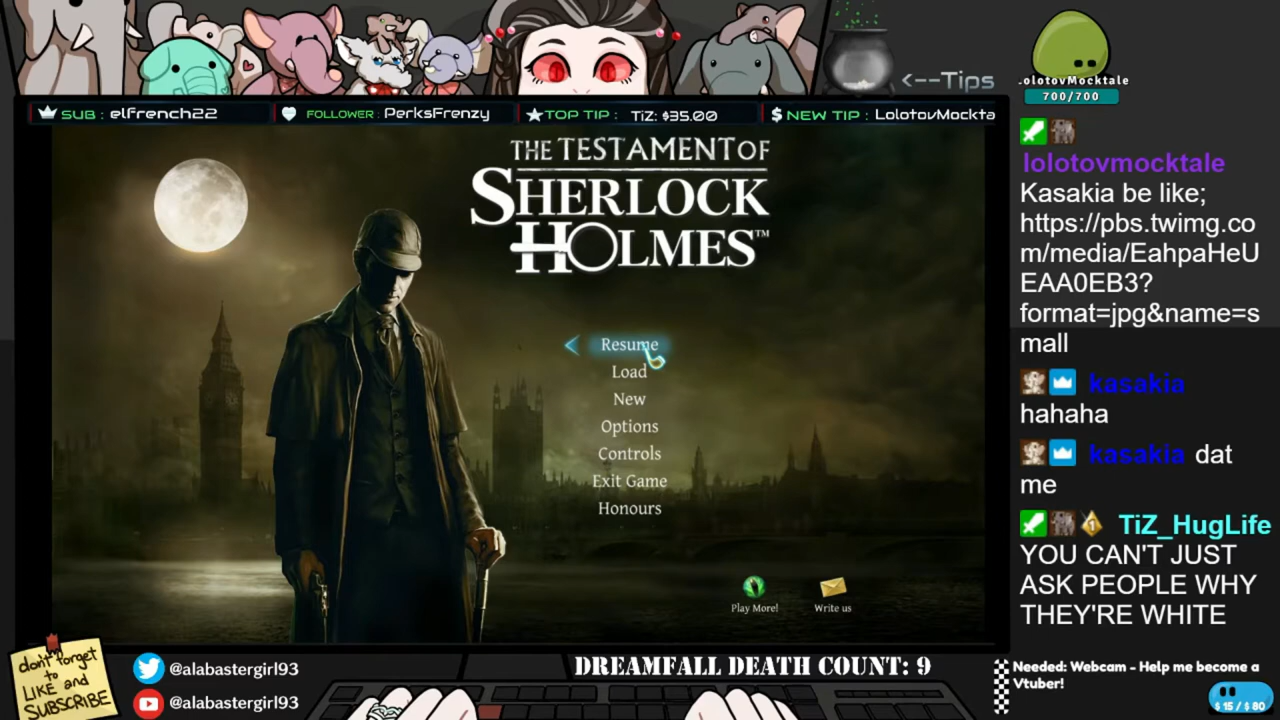 <--Tips
.olotovMocktale
700/700
SUB : elfrench22
FOLLOWER : PerksFrenzy
TOP TIP : TiZ: $35.00
$ NEW TIP : LolotovMockta
THE TESTAMENT OF
SHERLOCK
HOLMES™
Resume
Load
New
Options
Controls
Exit Game
Honours
Play More!
Write us
lolotovmocktale
Kasakia be like;
https://pbs.twimg.co
m/media/EahpaHeU
EAA0EB3?
format=jpg&name=s
mall
kasakia
hahaha
kasakia dat
me
TiZ_HugLife
YOU CAN'T JUST
ASK PEOPLE WHY
THEY'RE WHITE
don't forget
to
LIKE and
SUBSCRIBE
@alabastergirl93
@alabastergirl93
DREAMFALL DEATH COUNT: 9
Needed: Webcam - Help me become a
Vtuber!
$ 15 / $ 80